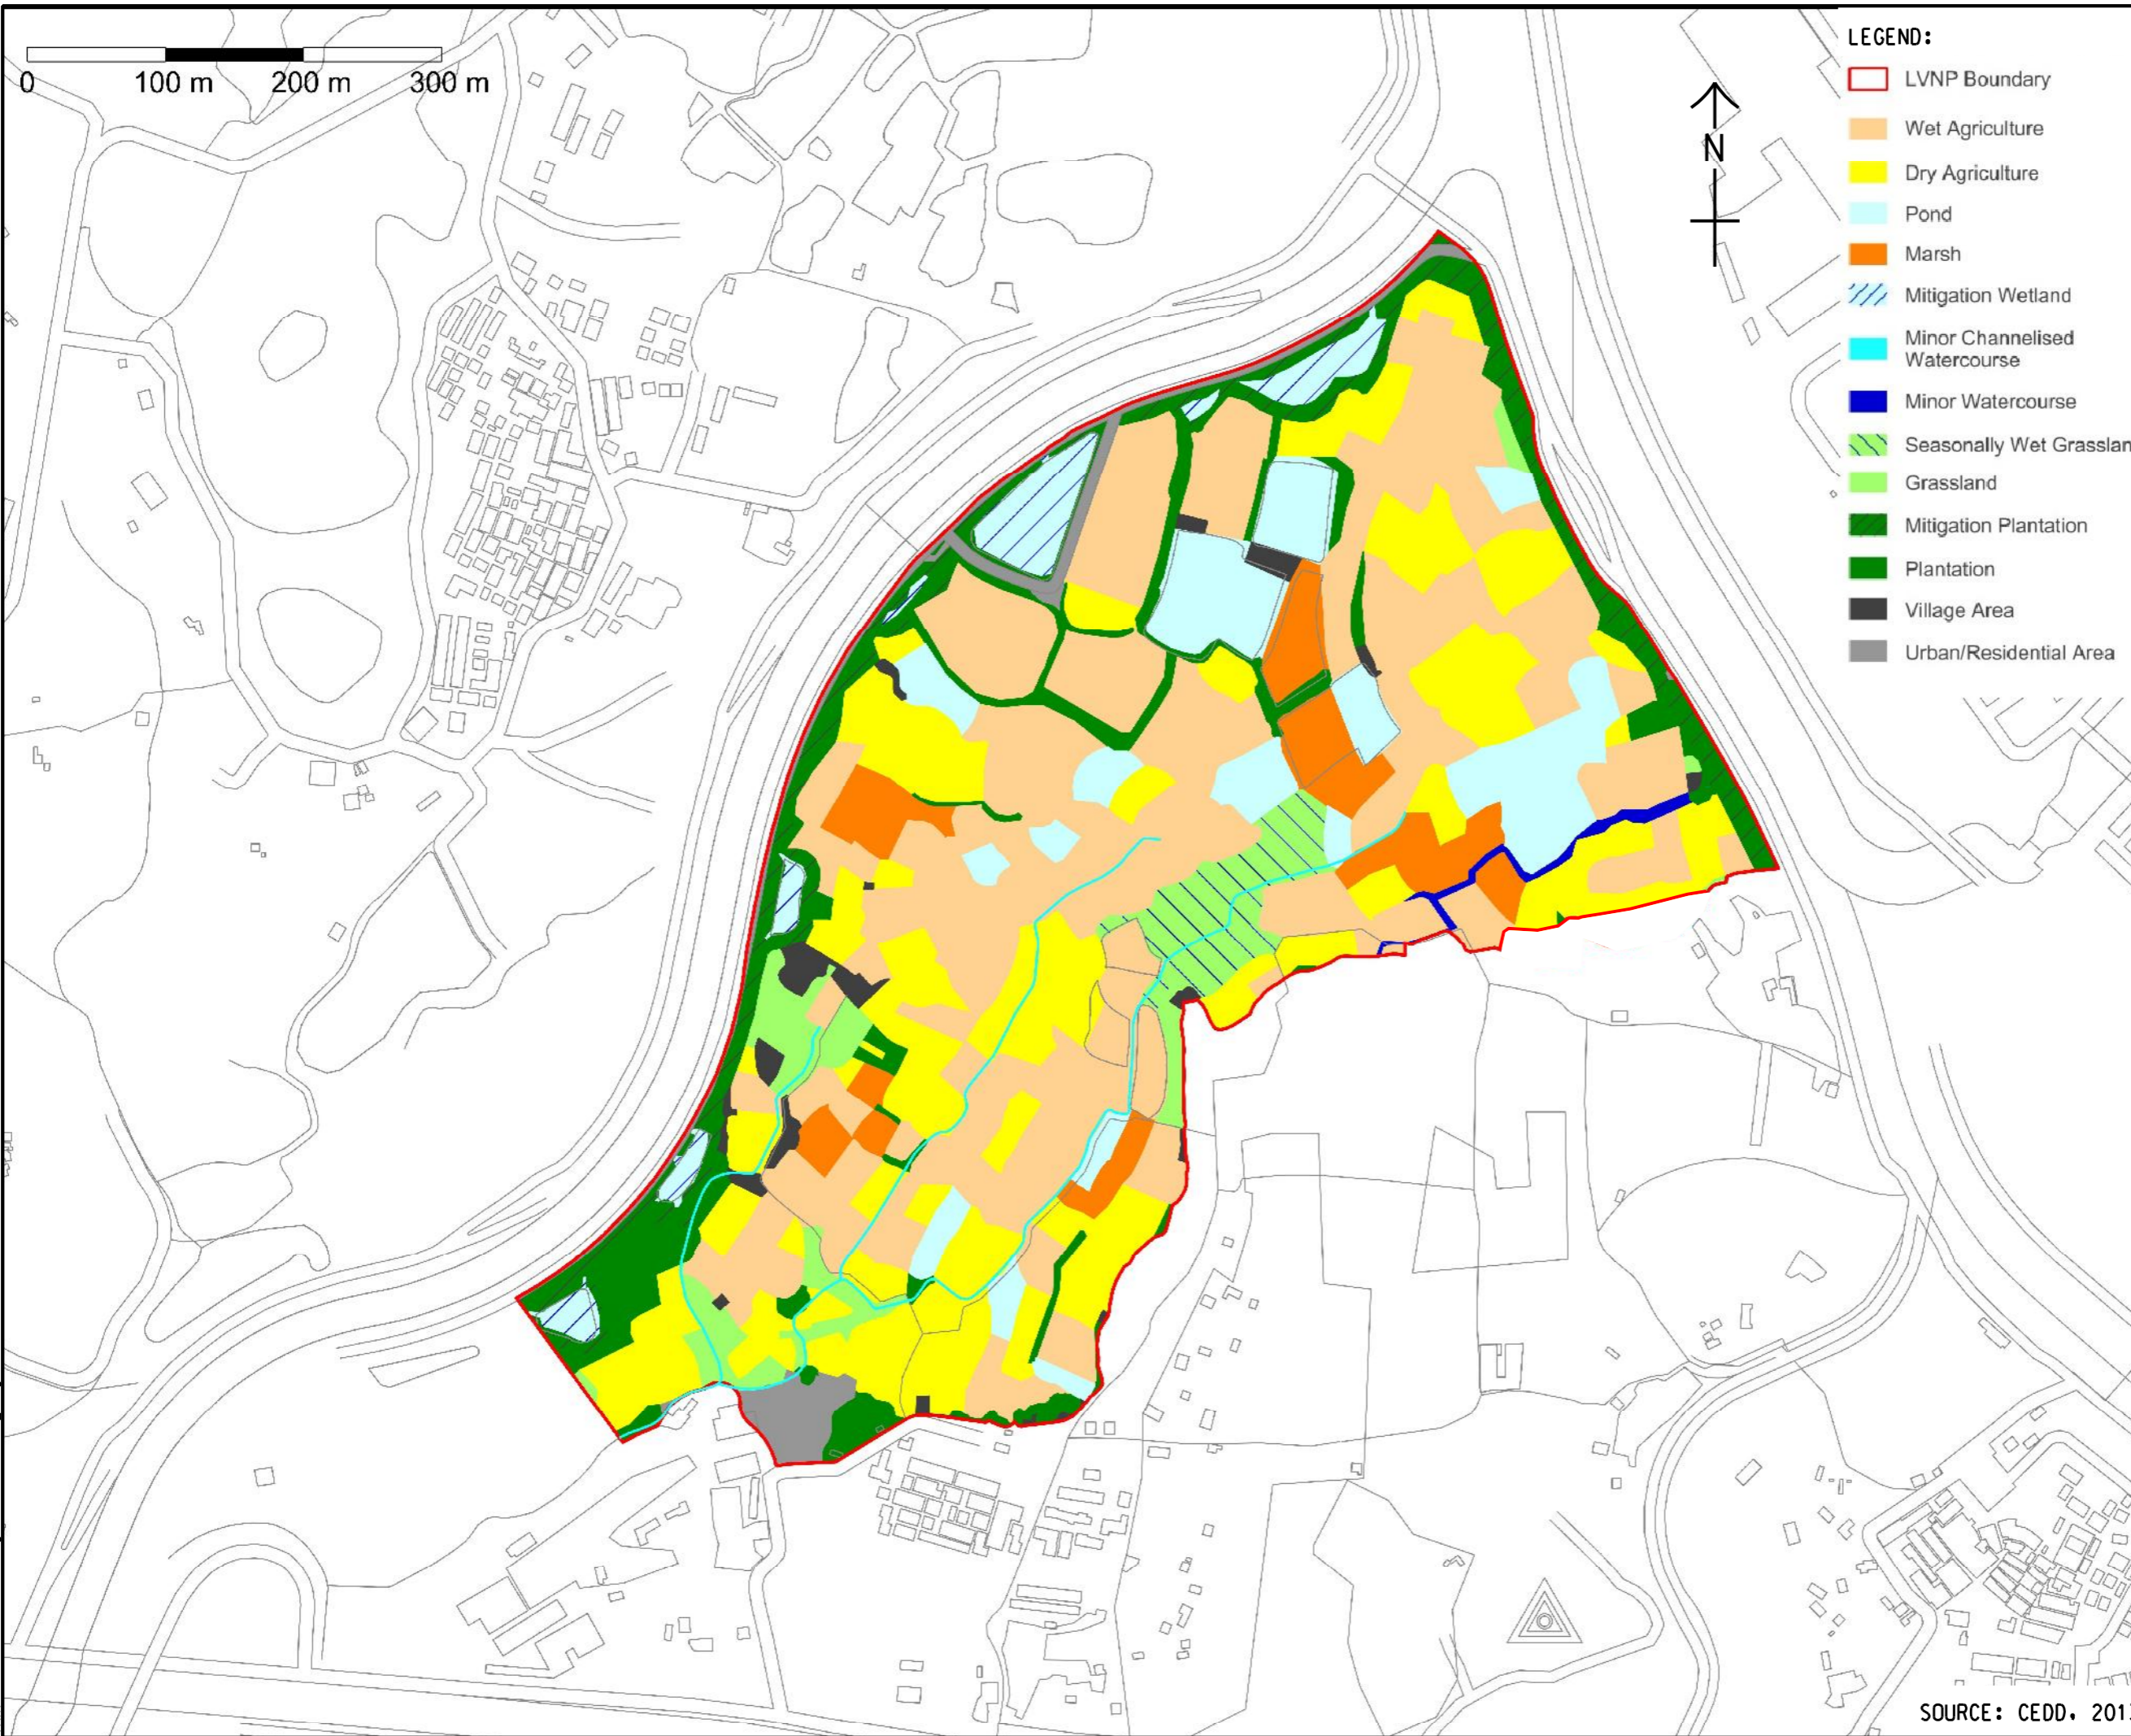 0 100 m 200 m 300 m
N
LEGEND:
LVNP Boundary
Wet Agriculture
Dry Agriculture
Pond
Marsh
Mitigation Wetland
Minor Channelised
Watercourse
Minor Watercourse
Seasonally Wet Grasslan
Grassland
Mitigation Plantation
Plantation
Village Area
Urban/Residential Area
SOURCE: CEDD, 201